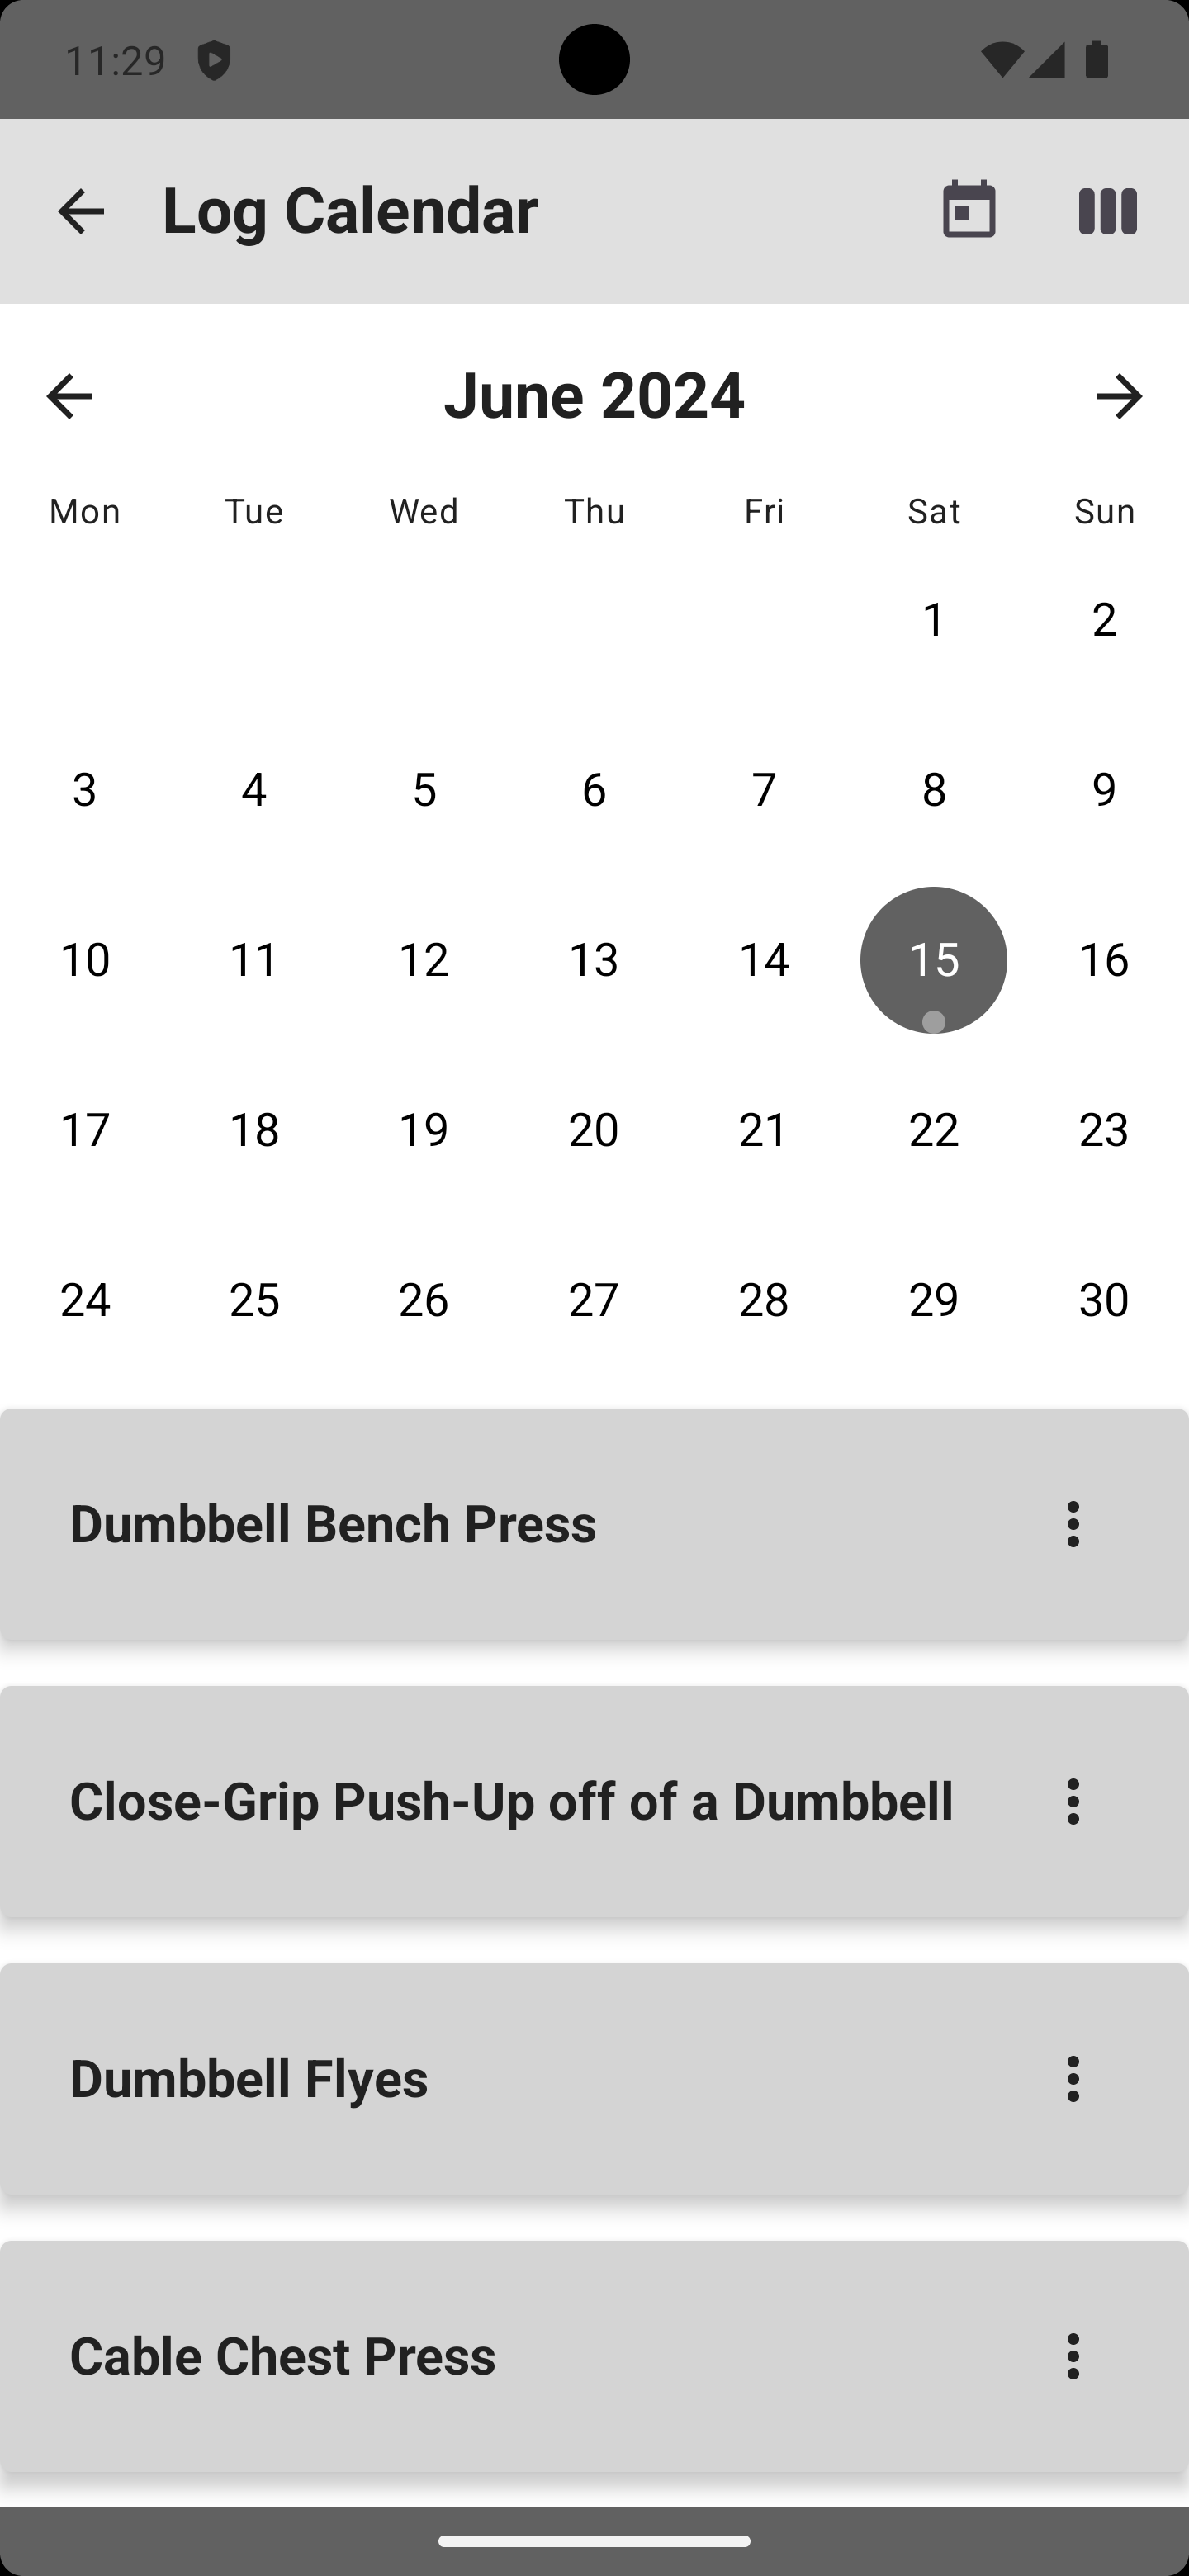 11:29
Log Calendar
June 2024
Mon Tue Wed Thu Fri Sat Sun
1 2
3 4 5 6 7 8 9
10 11 12 13 14 15 16
17 18 19 20 21 22 23
24 25 26 27 28 29 30
Dumbbell Bench Press
Close-Grip Push-Up off of a Dumbbell
Dumbbell Flyes
Cable Chest Press